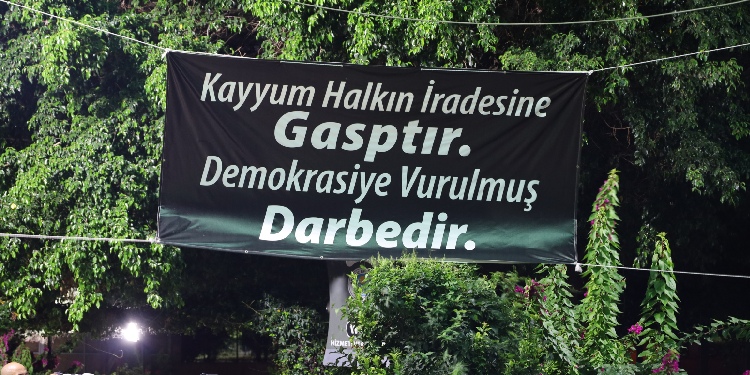 Kayyum Halkın İradesine
Gasptır.
Demokrasiye Vurulmuş
Darbedir.